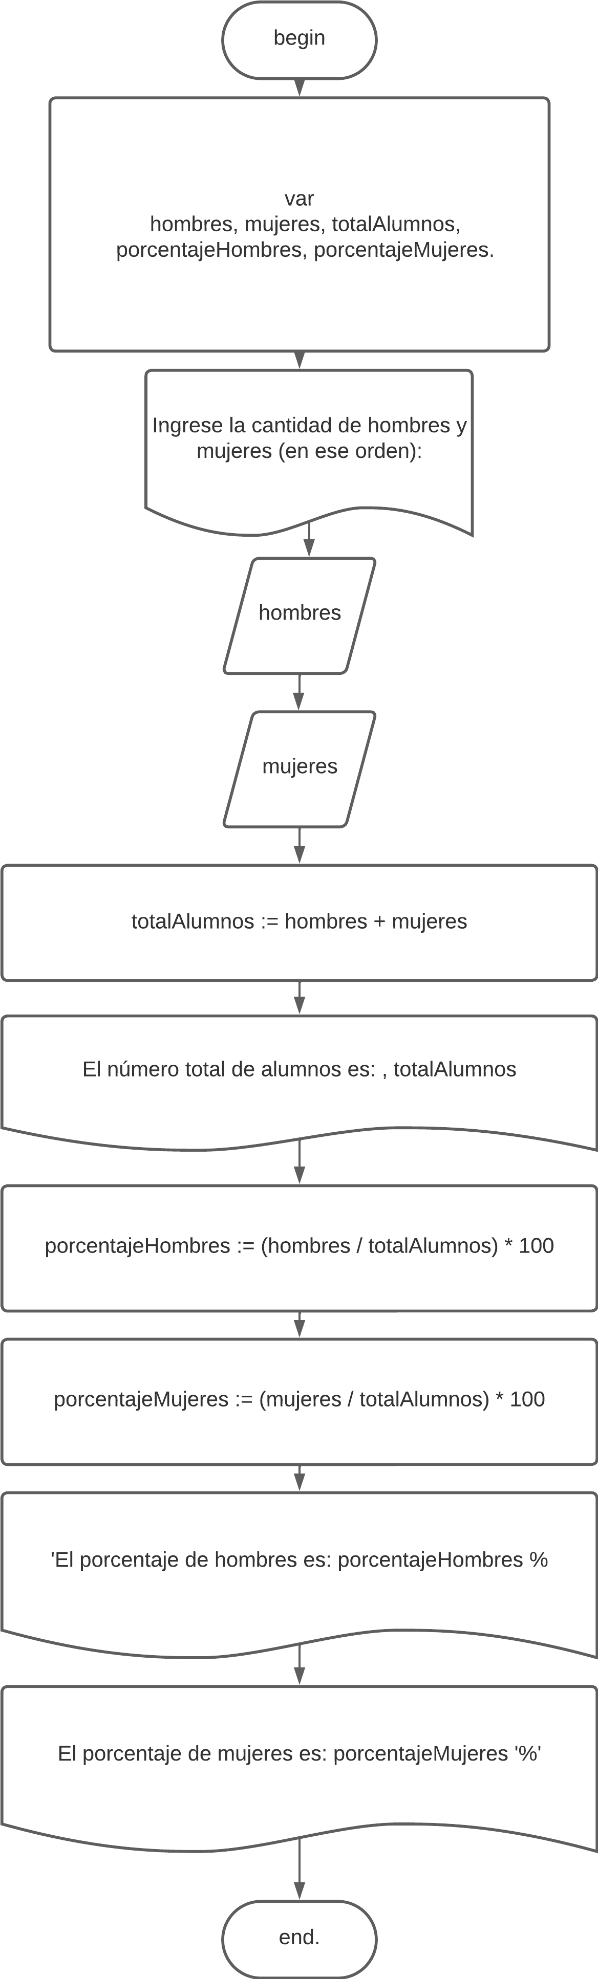 begin
var
hombres, mujeres, totalAlumnos,
porcentajeHombres, porcentajeMujeres.
Ingrese la cantidad de hombres y
mujeres (en ese orden):
hombres
mujeres
totalAlumnos := hombres + mujeres
El número total de alumnos es: , totalAlumnos
porcentajeHombres := (hombres / totalAlumnos) * 100
porcentajeMujeres := (mujeres / totalAlumnos) * 100
'El porcentaje de hombres es: porcentajeHombres %
El porcentaje de mujeres es: porcentajeMujeres '%'
end.